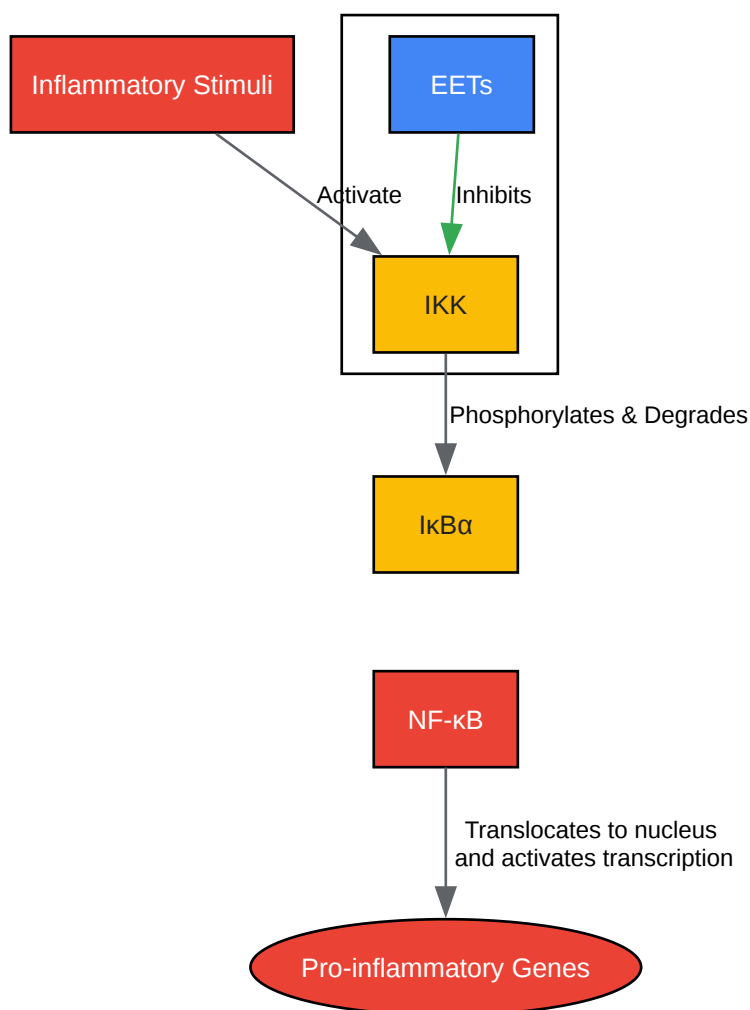 Inflammatory Stimuli
EETs
Activate
Inhibits
IKK
Phosphorylates & Degrades
IκBα
NF-κB
Translocates to nucleus
and activates transcription
Pro-inflammatory Genes